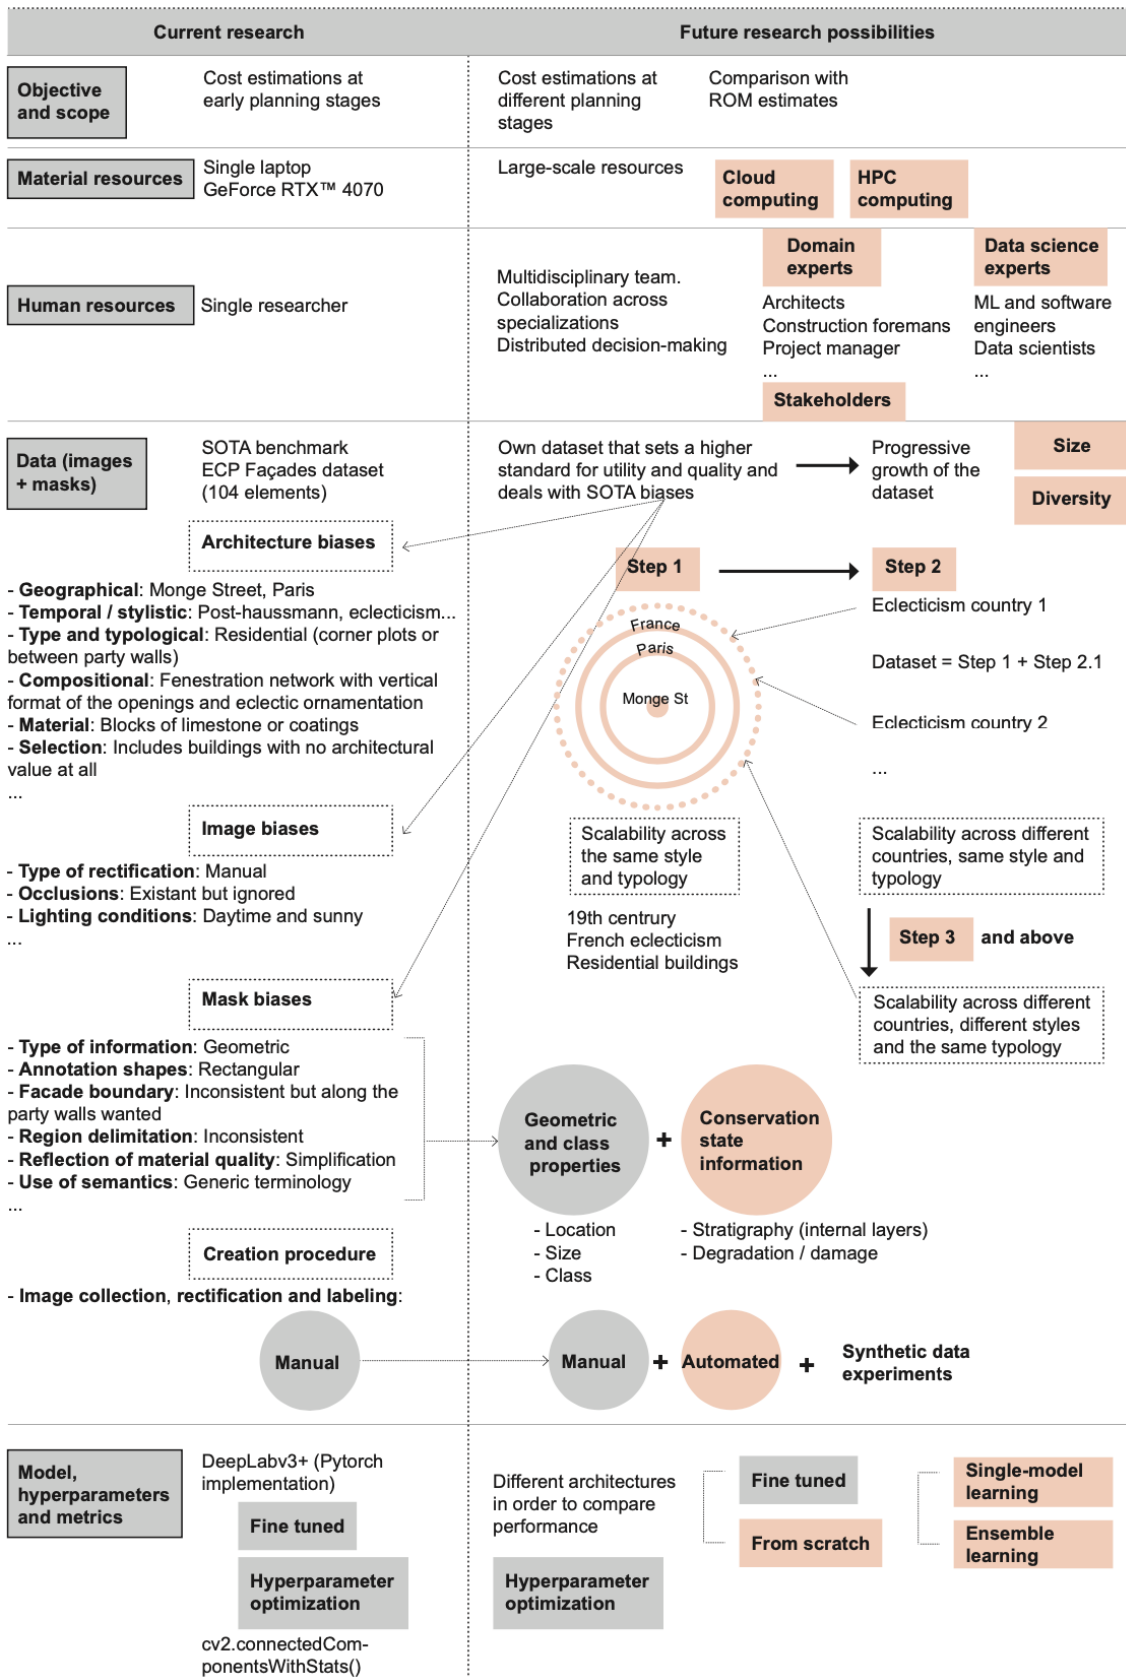 Current research
Future research possibilities
Objective
and scope
Cost estimations at
early planning stages
Cost estimations at
different planning
stages
Comparison with
ROM estimates
Material resources
Single laptop
GeForce RTX™ 4070
Large-scale resources
Cloud
computing
HPC
computing
Human resources
Single researcher
Multidisciplinary team.
Collaboration across
specializations
Distributed decision-making
Domain
experts
Architects
Construction foremans
Project manager
...
Stakeholders
Data science
experts
ML and software
engineers
Data scientists
...
Data (images
+ masks)
SOTA benchmark
ECP Façades dataset
(104 elements)
Own dataset that sets a higher
standard for utility and quality and
deals with SOTA biases
Progressive
growth of the
dataset
Size
Diversity
Architecture biases
- Geographical: Monge Street, Paris
- Temporal / stylistic: Post-haussmann, eclecticism...
- Type and typological: Residential (corner plots or
between party walls)
- Compositional: Fenestration network with vertical
format of the openings and eclectic ornamentation
- Material: Blocks of limestone or coatings
- Selection: Includes buildings with no architectural
value at all
...
Step 1
Step 2
France
Paris
Monge St
Eclecticism country 1
Dataset = Step 1 + Step 2.1
Eclecticism country 2
...
Image biases
- Type of rectification: Manual
- Occlusions: Existant but ignored
- Lighting conditions: Daytime and sunny
...
Scalability across
the same style
and typology
19th centrury
French eclecticism
Residential buildings
Scalability across different
countries, same style and
typology
Step 3
and above
Scalability across different
countries, different styles
and the same typology
Mask biases
- Type of information: Geometric
- Annotation shapes: Rectangular
- Facade boundary: Inconsistent but along the
party walls wanted
- Region delimitation: Inconsistent
- Reflection of material quality: Simplification
- Use of semantics: Generic terminology
...
Geometric
and class
properties
+
Conservation
state
information
- Location
- Size
- Class
- Stratigraphy (internal layers)
- Degradation / damage
Creation procedure
- Image collection, rectification and labeling:
Manual
Manual
+
Automated
+
Synthetic data
experiments
Model,
hyperparameters
and metrics
DeepLabv3+ (Pytorch
implementation)
Fine tuned
Hyperparameter
optimization
cv2.connectedCom-
ponentsWithStats()
Different architectures
in order to compare
performance
Hyperparameter
optimization
Fine tuned
From scratch
Single-model
learning
Ensemble
learning